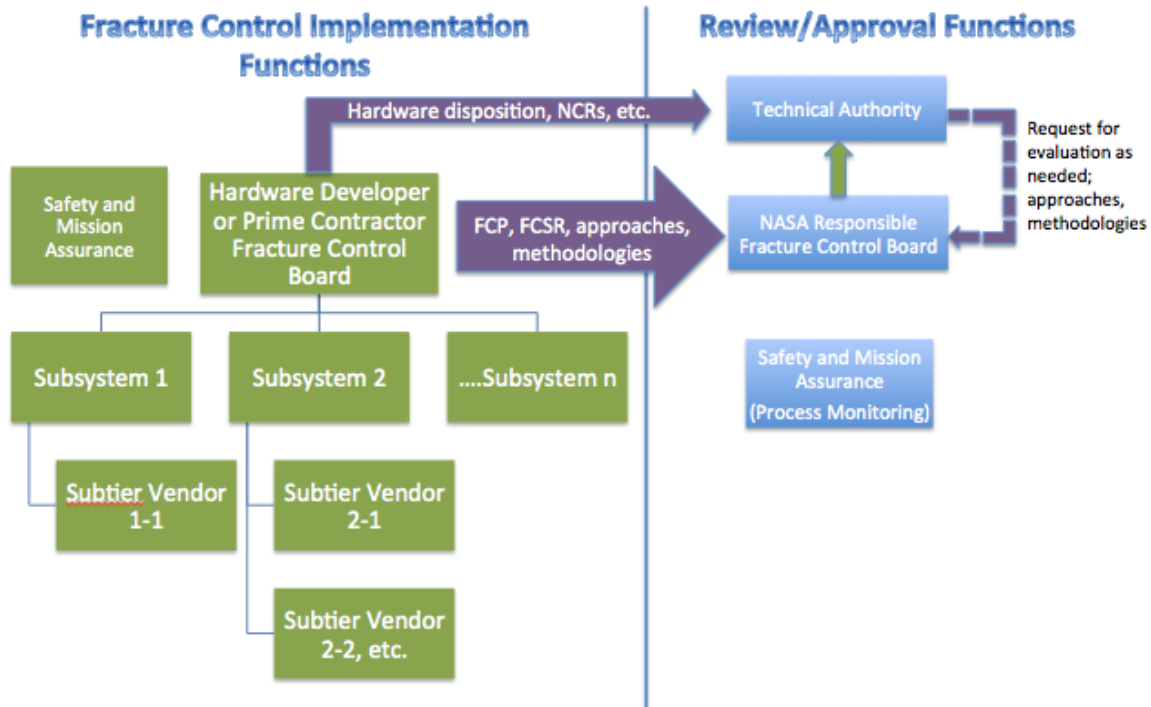 Fracture Control Implementation
Functions
Review/Approval Functions
Hardware disposition, NCRs, etc.
Technical Authority
Request for
evaluation as
needed;
approaches,
methodologies
Safety and
Mission
Assurance
Hardware Developer
or Prime Contractor
Fracture Control
Board
FCP, FCSR, approaches,
methodologies
NASA Responsible
Fracture Control Board
Subsystem 1
Subsystem 2
....Subsystem n
Safety and Mission
Assurance
(Process Monitoring)
Subtier Vendor
1-1
Subtier Vendor
2-1
Subtier Vendor
2-2, etc.